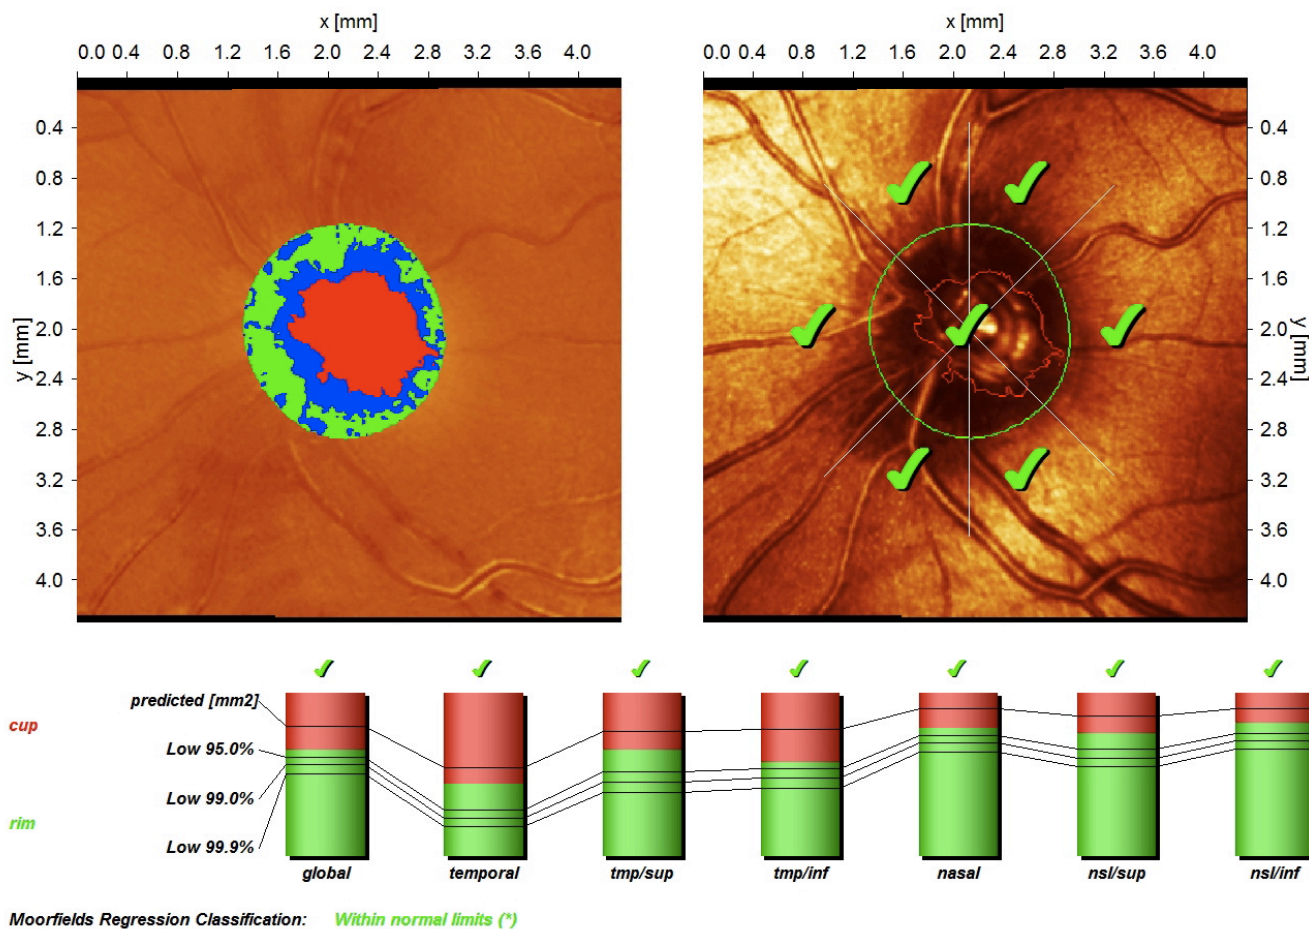 x [mm]
x [mm]
0.0 0.4 0.8 1.2 1.6 2.0 2.4 2.8 3.2 3.6 4.0
0.0 0.4 0.8 1.2 1.6 2.0 2.4 2.8 3.2 3.6 4.0
y [mm]
0.4
0.8
1.2
1.6
2.0
2.4
2.8
3.2
3.6
4.0
0.4
0.8
1.2
1.6
2.0
2.4
2.8
3.2
3.6
4.0
y [mm]
predicted [mm2]
cup
Low 95.0%
Low 99.0%
rim
Low 99.9%
global temporal tmp/sup tmp/inf nasal nsl/sup nsl/inf
Moorfields Regression Classification: Within normal limits (*)